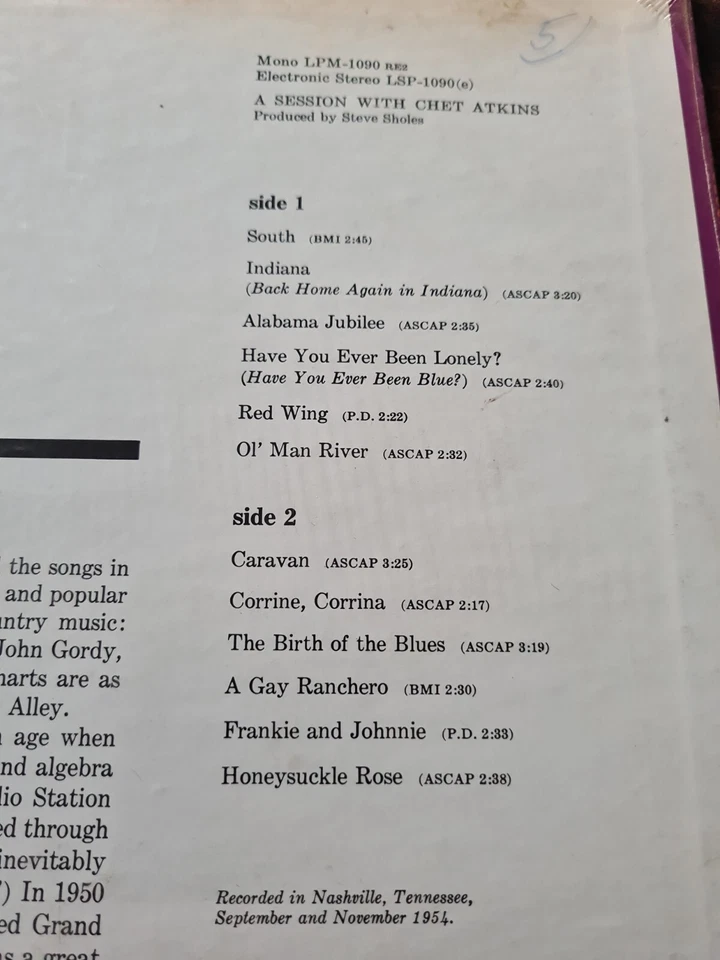 5
Mono LPM-1090 RE2
Electronic Stereo LSP-1090(e)
A SESSION WITH CHET ATKINS
Produced by Steve Sholes
side 1
South (BMI 2:45)
Indiana
(Back Home Again in Indiana) (ASCAP 3:20)
Alabama Jubilee (ASCAP 2:35)
Have You Ever Been Lonely?
(Have You Ever Been Blue?) (ASCAP 2:40)
Red Wing (P.D. 2:22)
Ol' Man River (ASCAP 2:32)
side 2
Caravan (ASCAP 3:25)
Corrine, Corrina (ASCAP 2:17)
The Birth of the Blues (ASCAP 3:19)
A Gay Ranchero (BMI 2:30)
Frankie and Johnnie (P.D. 2:33)
Honeysuckle Rose (ASCAP 2:38)
Recorded in Nashville, Tennessee,
September and November 1954.
the songs in
and popular
music:
John Gordy,
are as
Alley.
age when
algebra
Station
through
inevitably
) In 1950
Grand
a great